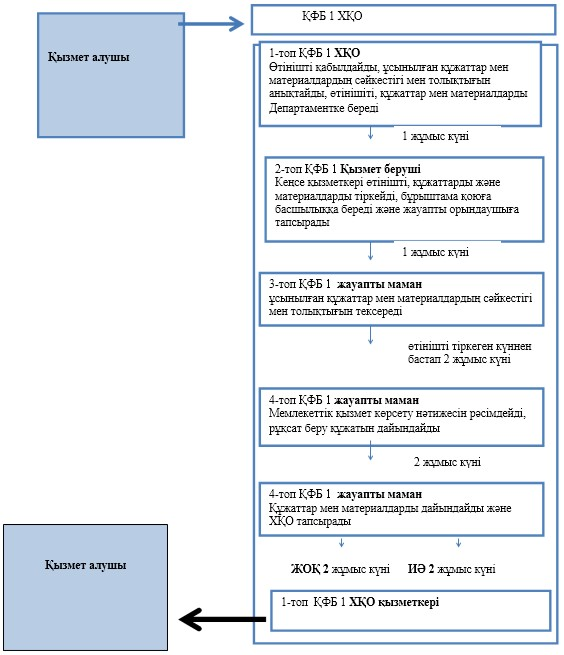 ҚФБ 1 ХҚО
Қызмет алушы
1-топ ҚФБ 1 ХҚО
Өтінішті қабылдайды, ұсынылған құжаттар мен
материалдардың сәйкестігі мен толықтығын
анықтайды, өтінішіті, құжаттар мен материалды
Департаментке береді
1 жұмыс күні
2-топ ҚФБ 1 Қызмет беруші
Кеңсе қызметкері өтінішті, құжаттарды және
материалдарды тіркейді, бұрыштама қоюға
басшылыққа береді және жауапты орындаушыға
тапсырады
1 жұмыс күні
3-топ ҚФБ 1 жауапты маман
ұсынылған құжаттар мен материалдардың сәйкестігі
мен толықтығын тексереді
өтінішті тіркеген күннен
бастап 2 жұмыс күні
4-топ ҚФБ 1 жауапты маман
Мемлекеттік қызмет көрсету нәтижесін рәсімдейді,
рұқсат беру құжатын дайындайды
2 жұмыс күні
4-топ ҚФБ 1 жауапты маман
Құжаттар мен материалдарды дайындайды және
ХҚО тапсырады
ЖОҚ 2 жұмыс күні ИӘ 2 жұмыс күні
Қызмет алушы
1-топ ҚФБ 1 ХҚО қызметкері